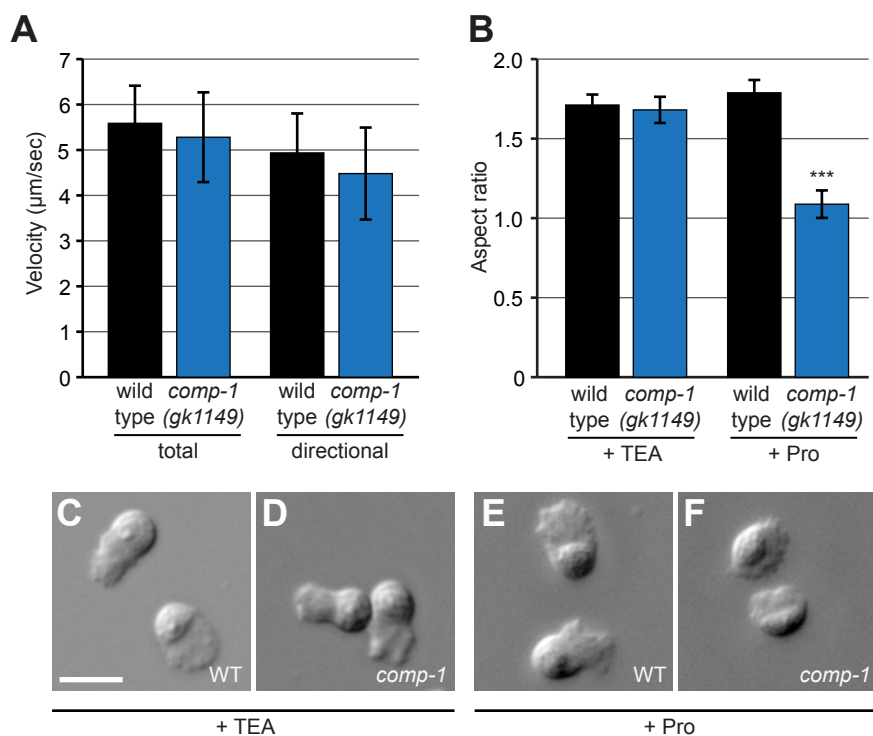 A
Velocity (μm/sec)
7
6
5
4
3
2
1
0
wild type
comp-1 (gk1149)
wild type
comp-1 (gk1149)
total
directional
B
Aspect ratio
2.0
1.5
1.0
0.5
0
***
wild type
comp-1 (gk1149)
wild type
comp-1 (gk1149)
+ TEA
+ Pro
C
WT
D
comp-1
E
WT
F
comp-1
+ TEA
+ Pro